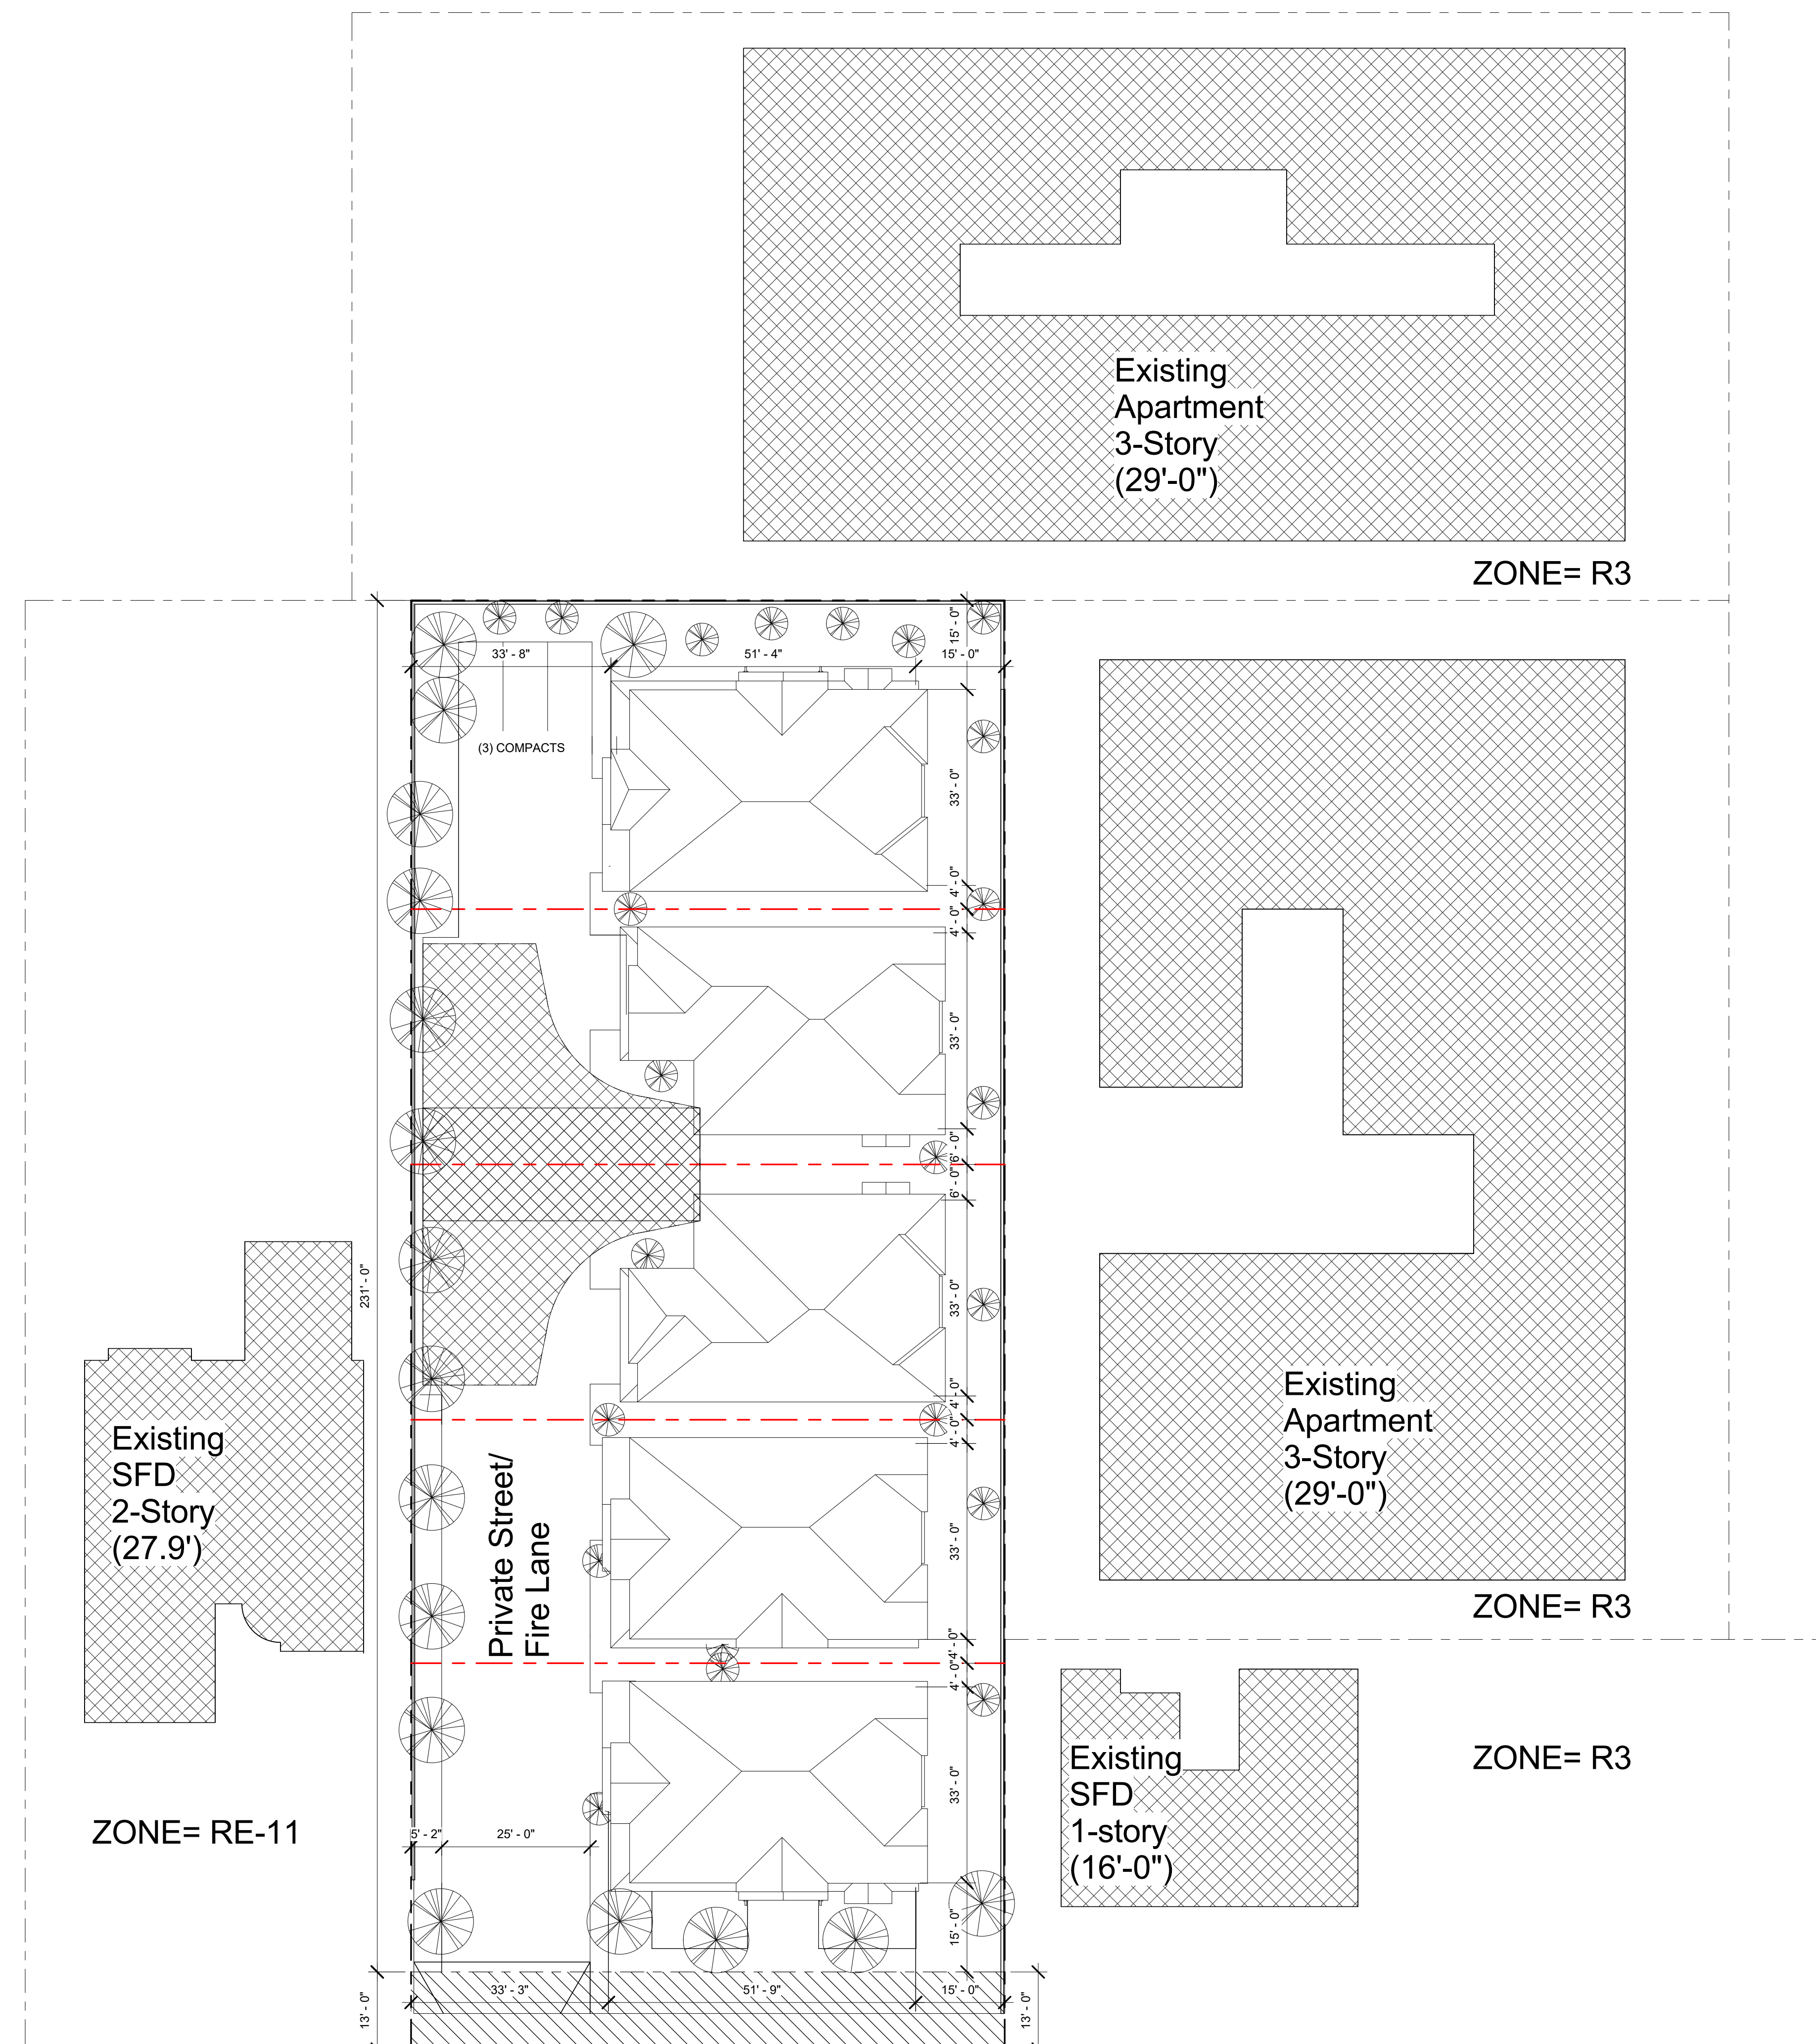 Existing
Apartment
3-Story
(29'-0")
ZONE= R3
15' - 0"
33' - 8"
51' - 4"
15' - 0"
(3) COMPACTS
33' - 0"
4' - 0"
4' - 0"
33' - 0"
6' - 0"
6' - 0"
231' - 0"
33' - 0"
4' - 0"
4' - 0"
Existing
Apartment
3-Story
(29'-0")
Existing
SFD
2-Story
(27.9')
Private Street/
Fire Lane
33' - 0"
ZONE= R3
4' - 0"
4' - 0"
Existing
SFD
1-story
(16'-0")
ZONE= R3
33' - 0"
ZONE= RE-11
5' - 2"
25' - 0"
15' - 0"
33' - 3"
51' - 9"
15' - 0"
13' - 0"
13' - 0"